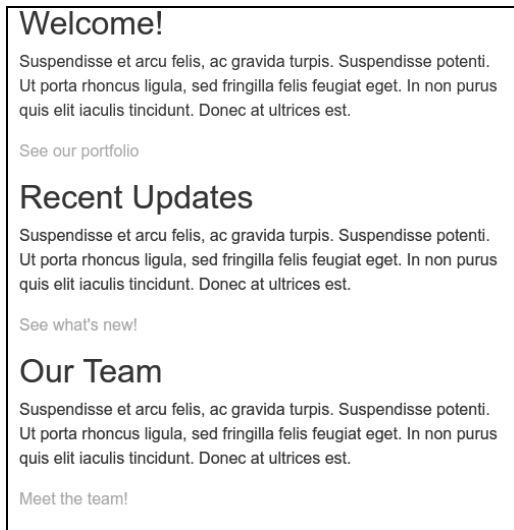 Welcome!
Suspendisse et arcu felis, ac gravida turpis. Suspendisse potenti.
Ut porta rhoncus ligula, sed fringilla felis feugiat eget. In non purus
quis elit iaculis tincidunt. Donec at ultrices est.
See our portfolio
Recent Updates
Suspendisse et arcu felis, ac gravida turpis. Suspendisse potenti.
Ut porta rhoncus ligula, sed fringilla felis feugiat eget. In non purus
quis elit iaculis tincidunt. Donec at ultrices est.
See what's new!
Our Team
Suspendisse et arcu felis, ac gravida turpis. Suspendisse potenti.
Ut porta rhoncus ligula, sed fringilla felis feugiat eget. In non purus
quis elit iaculis tincidunt. Donec at ultrices est.
Meet the team!